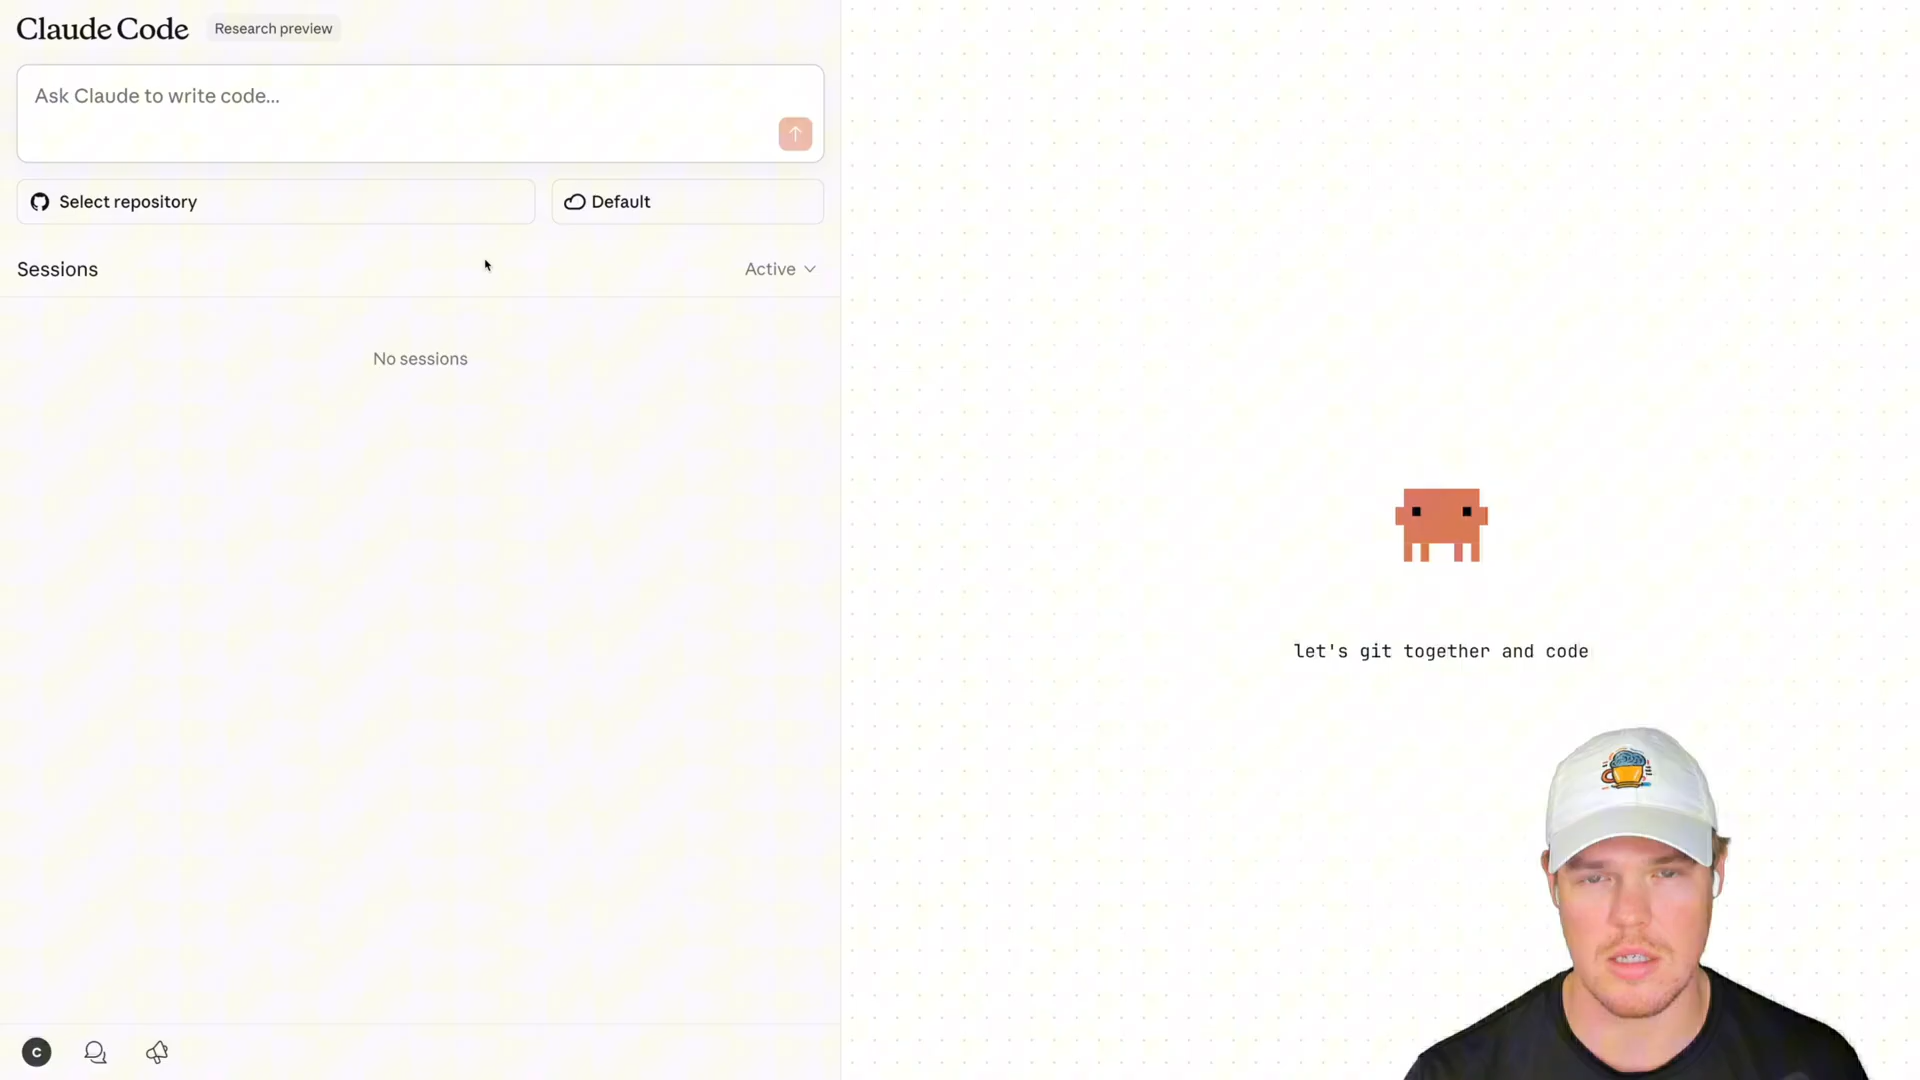 Claude Code
Research preview
Ask Claude to write code...
Select repository
Default
Sessions
Active
No sessions
let's git together and code
C